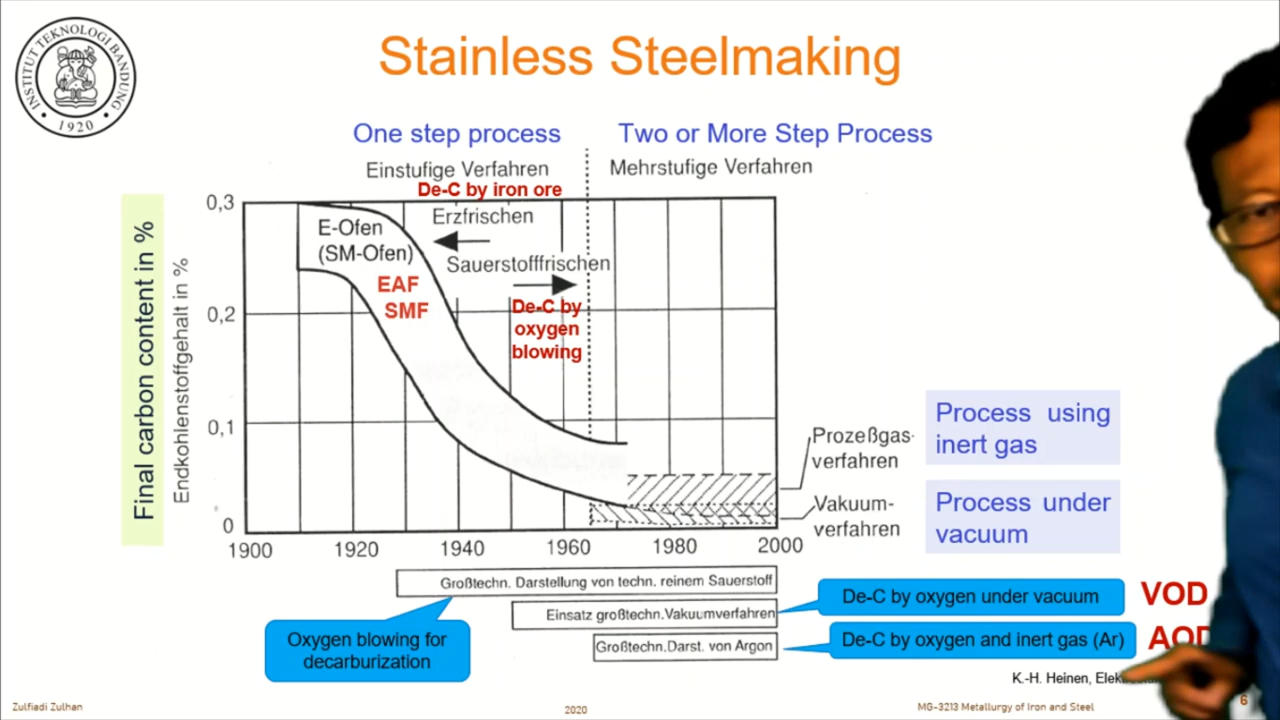 INSTITUT TEKNOLOGI BANDUNG
1920
Stainless Steelmaking
One step process
Two or More Step Process
Einstufige Verfahren
Mehrstufige Verfahren
De-C by iron ore
Erzfrischen
E-Ofen
(SM-Ofen)
Sauerstofffrischen
EAF
SMF
De-C by
oxygen
blowing
Final carbon content in %
Endkohlenstoffgehalt in %
0,3
0,2
0,1
0
1900
1920
1940
1960
1980
2000
Prozeßgas-
verfahren
Vakuum-
verfahren
Process using
inert gas
Process under
vacuum
Großtechn. Darstellung von techn. reinem Sauerstoff
Einsatz großtechn.Vakuumverfahren
Großtechn.Darst. von Argon
Oxygen blowing for
decarburization
De-C by oxygen under vacuum
VOD
De-C by oxygen and inert gas (Ar)
AOD
K.-H. Heinen,
Zulfiadi Zulhan
2020
MG-3213 Metallurgy of Iron and Steel
6